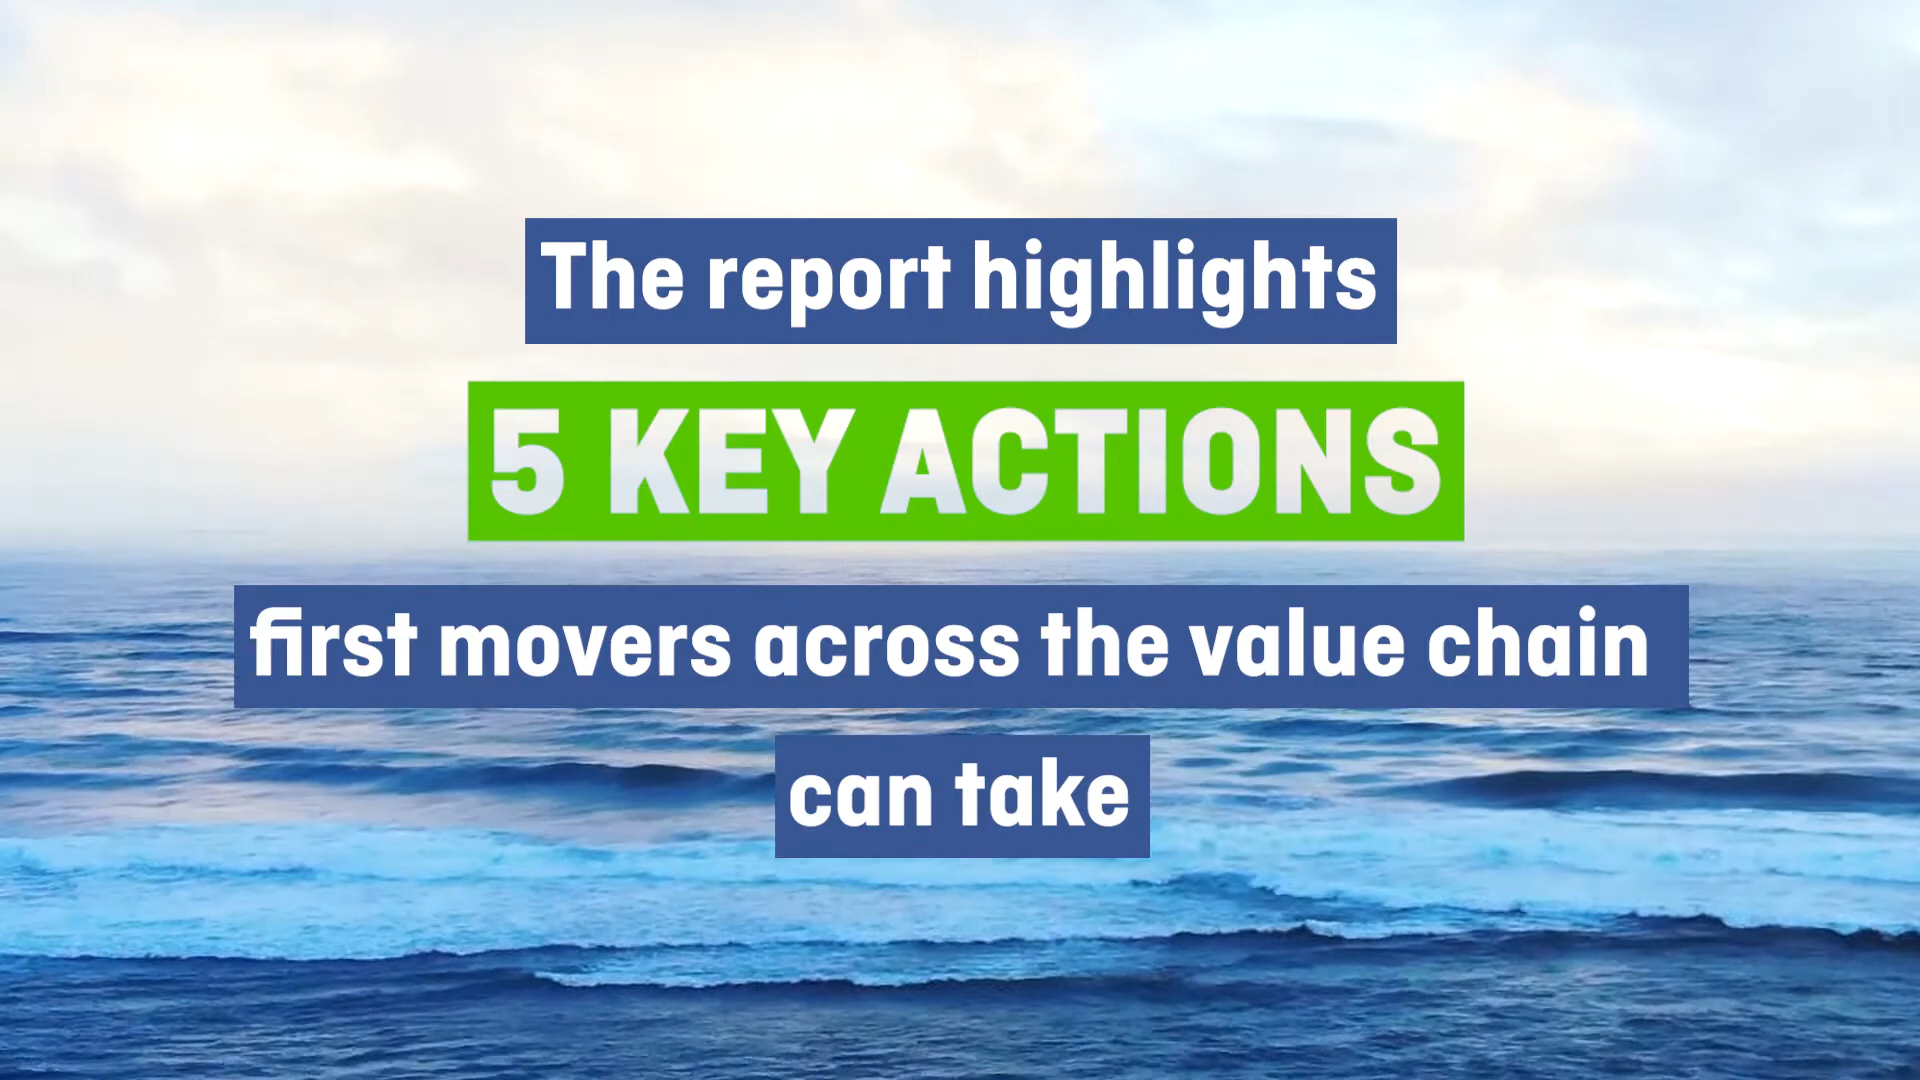 The report highlights
5 KEY ACTIONS
first movers across the value chain
can take